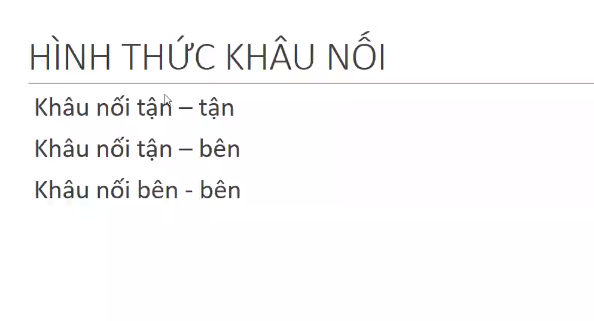 HÌNH THỨC KHÂU NỐI
Khâu nối tận – tận
Khâu nối tận – bên
Khâu nối bên - bên